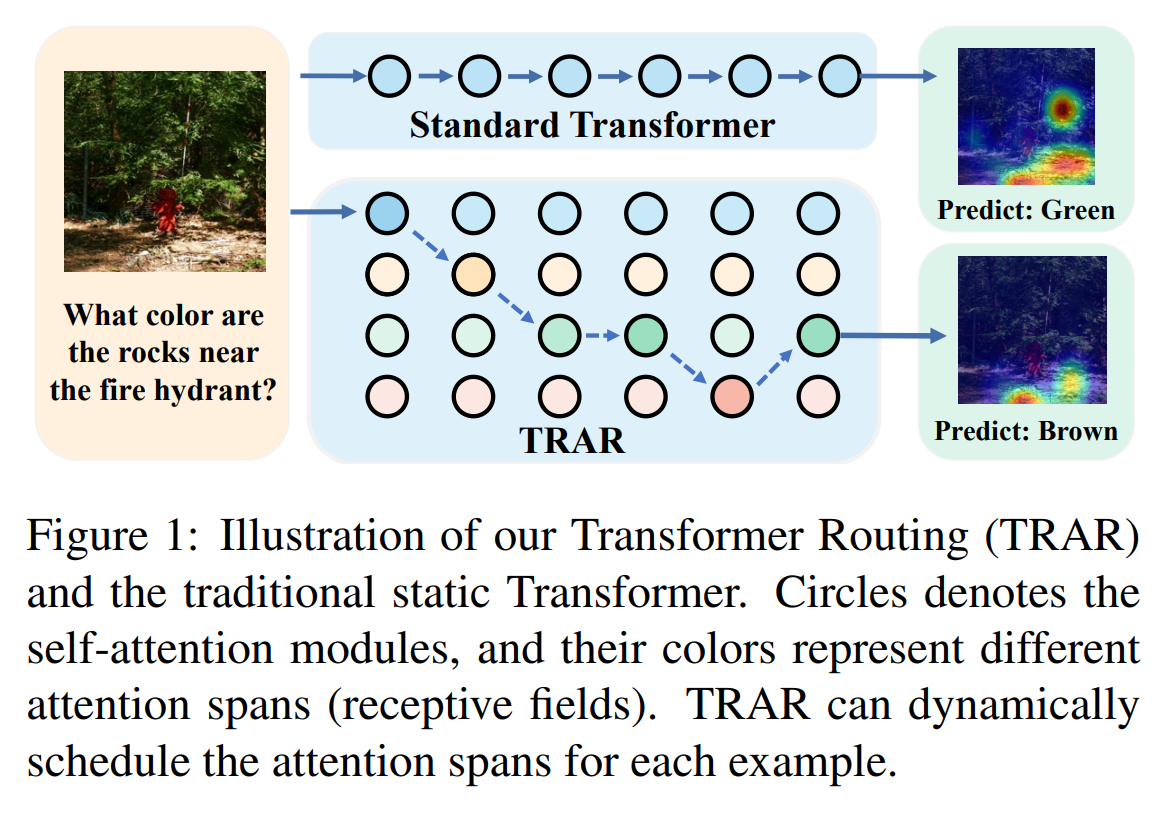 What color are
the rocks near
the fire hydrant?
Standard Transformer
TRAR
Predict: Green
Predict: Brown
Figure 1: Illustration of our Transformer Routing (TRAR)
and the traditional static Transformer. Circles denotes the
self-attention modules, and their colors represent different
attention spans (receptive fields). TRAR can dynamically
schedule the attention spans for each example.